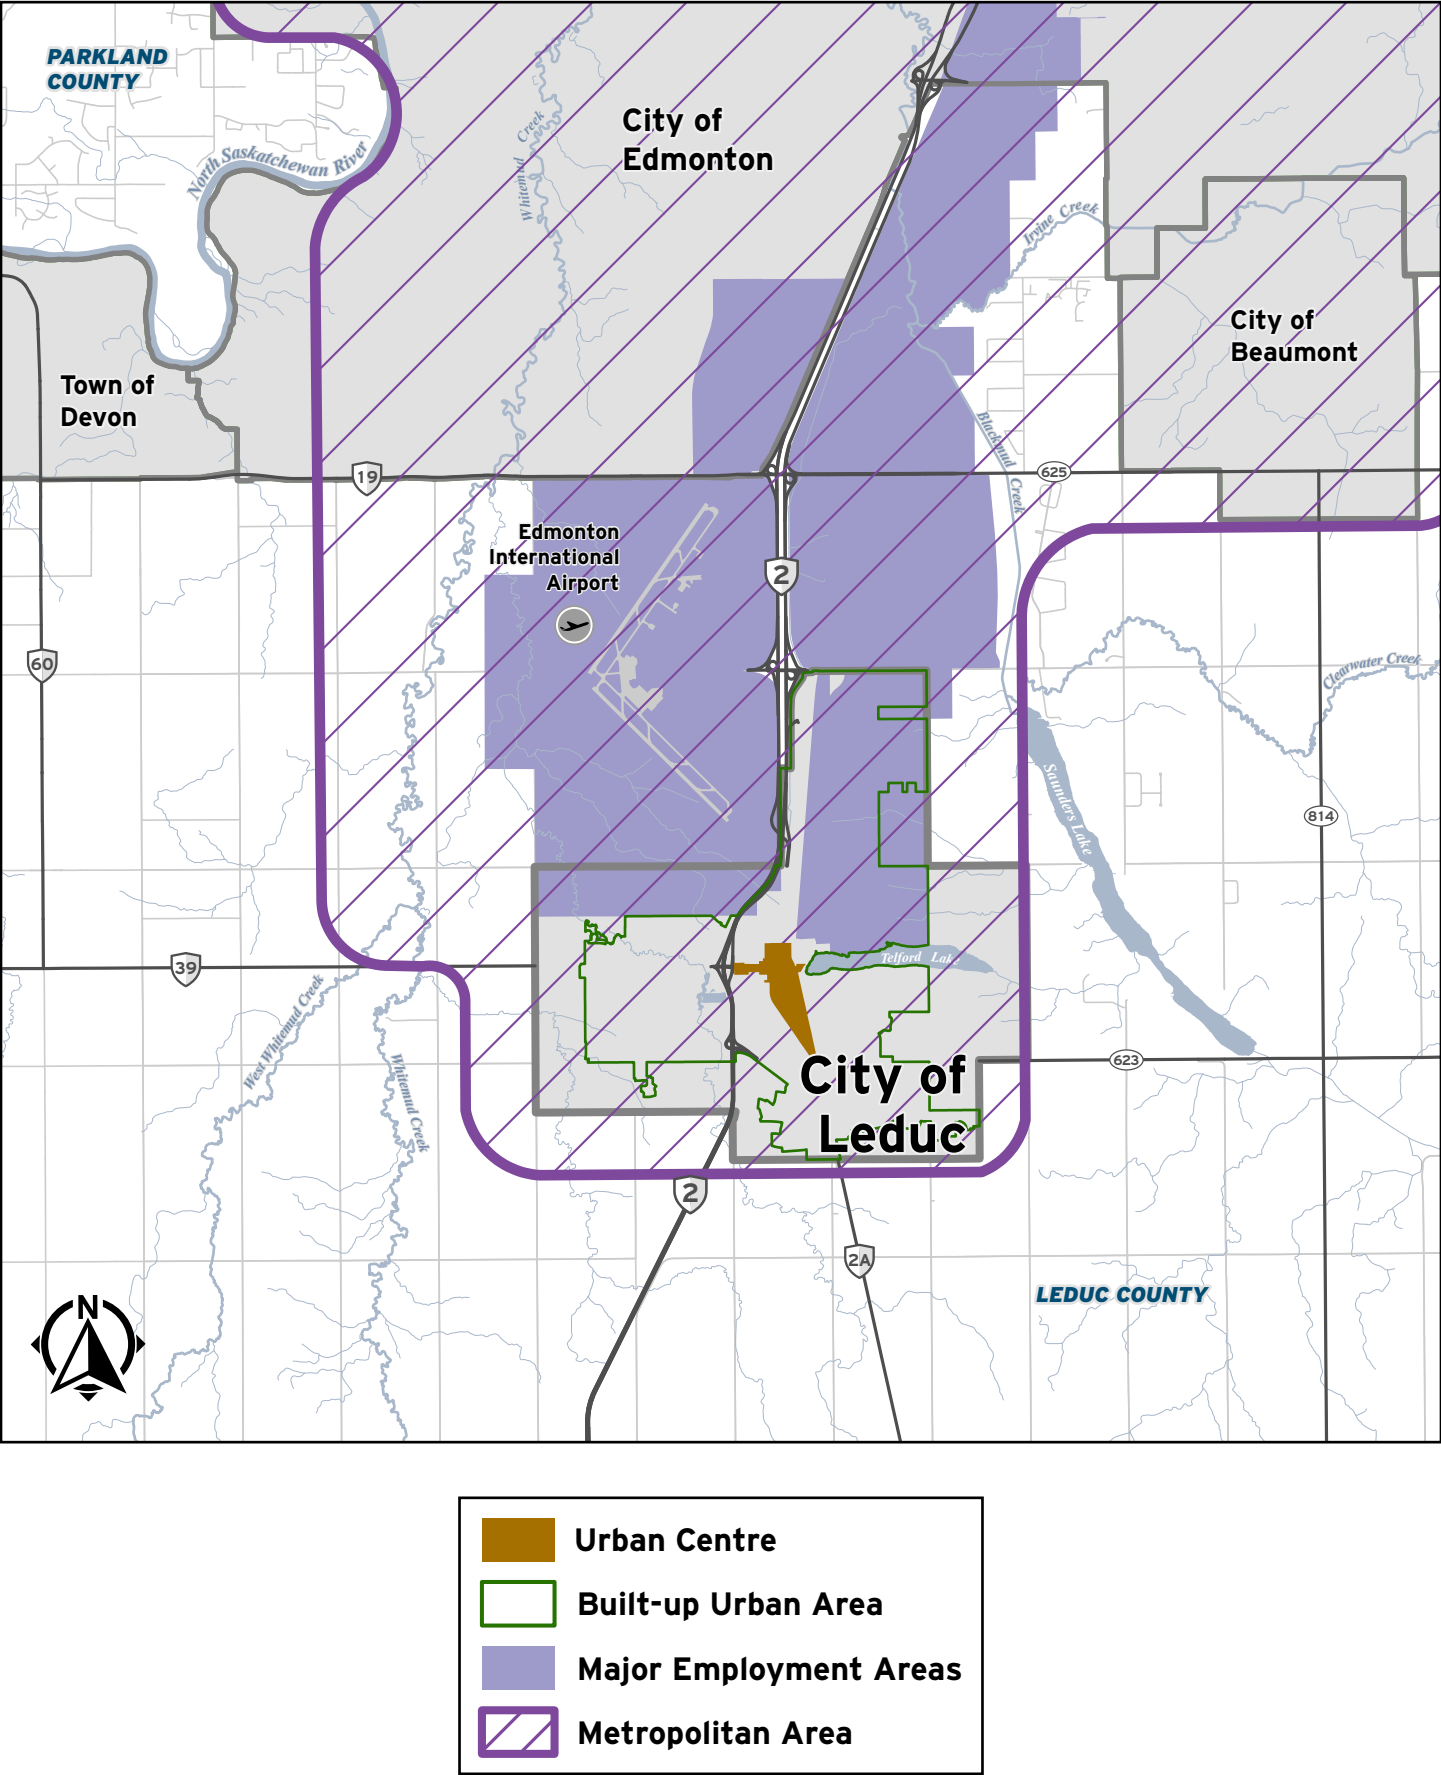 PARKLAND
COUNTY
City of
Edmonton
Whitemud Creek
North Saskatchewan River
Irvine Creek
City of
Beaumont
Town of
Devon
Blackmud Creek
19
625
Edmonton
International
Airport
2
60
Clearwater Creek
Saunders Lake
814
39
Telford Lake
West Whitemud Creek
Whitemud Creek
623
City of
Leduc
2
2A
LEDUC COUNTY
N
Urban Centre
Built-up Urban Area
Major Employment Areas
Metropolitan Area